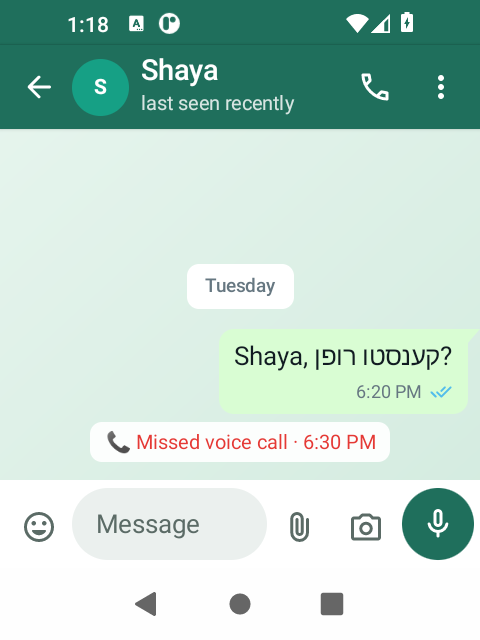 1:18
Shaya
S
last seen recently
Tuesday
Shaya, קענסטו רופן?
6:20 PM
Missed voice call · 6:30 PM
Message